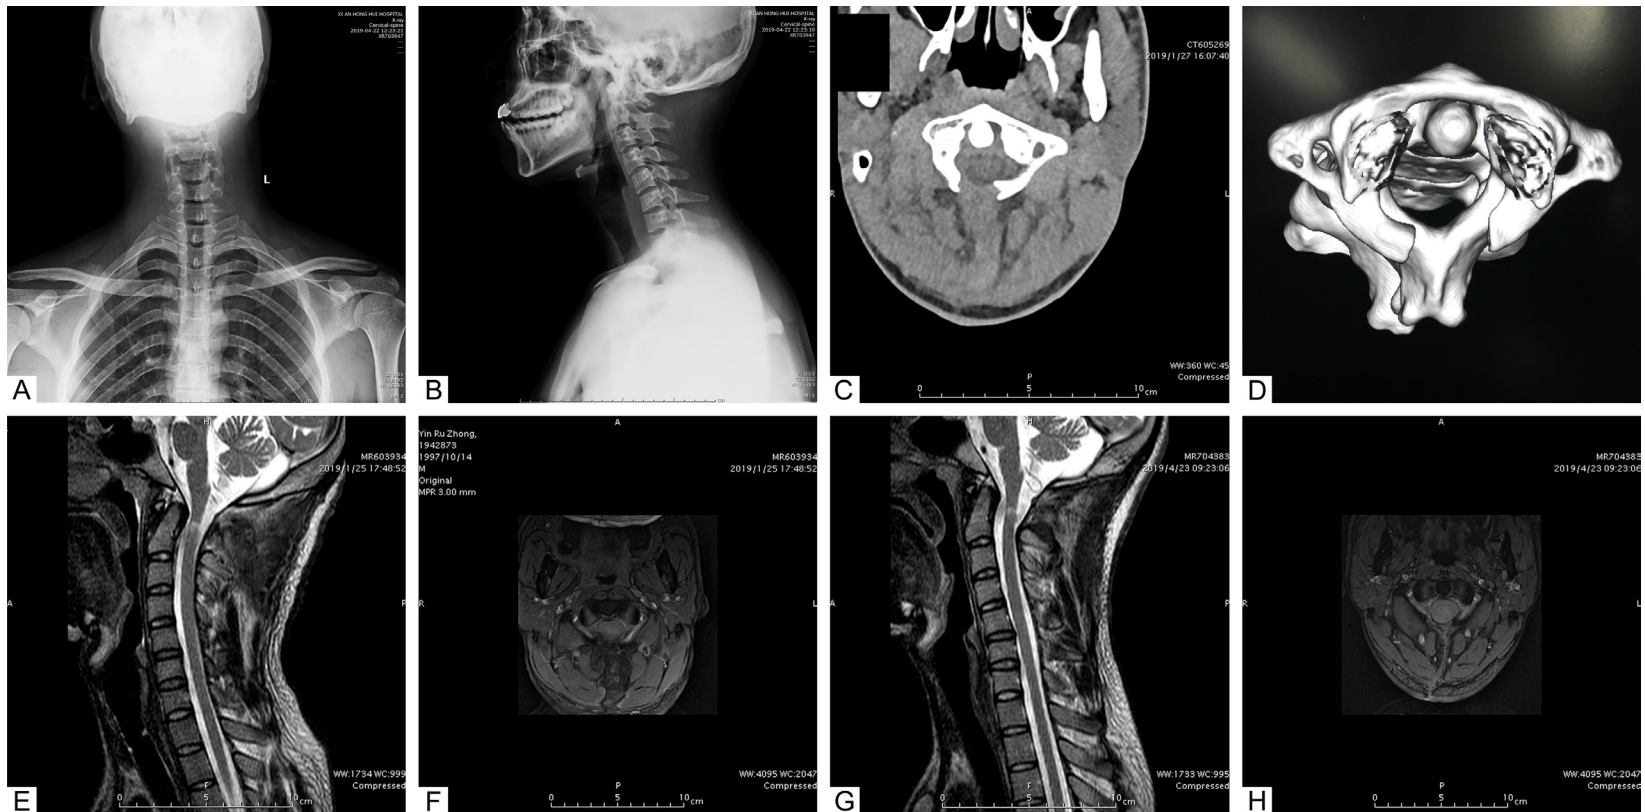 XI AN HONG HUI HOSPITAL
X-ray
Cervical-spine
2019-04-22 12:23:21
XR703947
L
A
X-ray
Cervical-spine
2019-04-22 12:23:10
XR703947
cm
B
A
CT605269
2019/1/27 16:07:40
R
L
WW:360 WC:45
P
Compressed
0 5 10 cm
C
D
H
MR603934
2019/1/25 17:48:52
A
P
WW:1734 WC:999
F
Compressed
0 5 10 cm
E
A
Yin Ru Zhong,
1942873
1997/10/14
M
Original
MPR 3.00 mm
MR603934
2019/1/25 17:48:52
R
L
WW:4095 WC:2047
P
Compressed
0 5 10 cm
F
H
MR704383
2019/4/23 09:23:06
A
P
WW:1733 WC:995
F
Compressed
0 5 10 cm
G
A
MR704383
2019/4/23 09:23:06
R
L
WW:4095 WC:2047
P
Compressed
0 5 10 cm
H